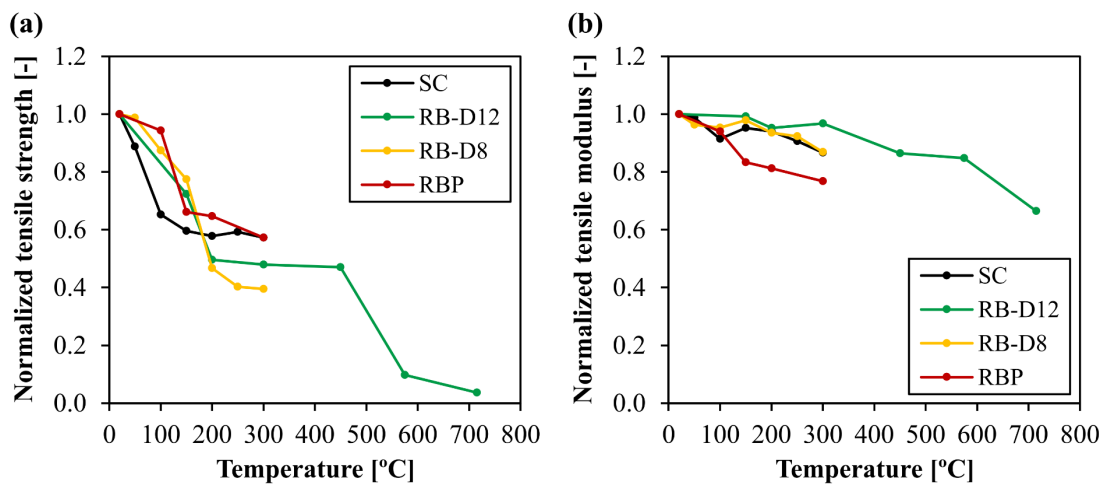 (a)
Normalized tensile strength [-]
1.2
1.0
0.8
0.6
0.4
0.2
0.0
0 100 200 300 400 500 600 700 800
Temperature [ºC]
SC
RB-D12
RB-D8
RBP
(b)
Normalized tensile modulus [-]
1.2
1.0
0.8
0.6
0.4
0.2
0.0
0 100 200 300 400 500 600 700 800
Temperature [ºC]
SC
RB-D12
RB-D8
RBP